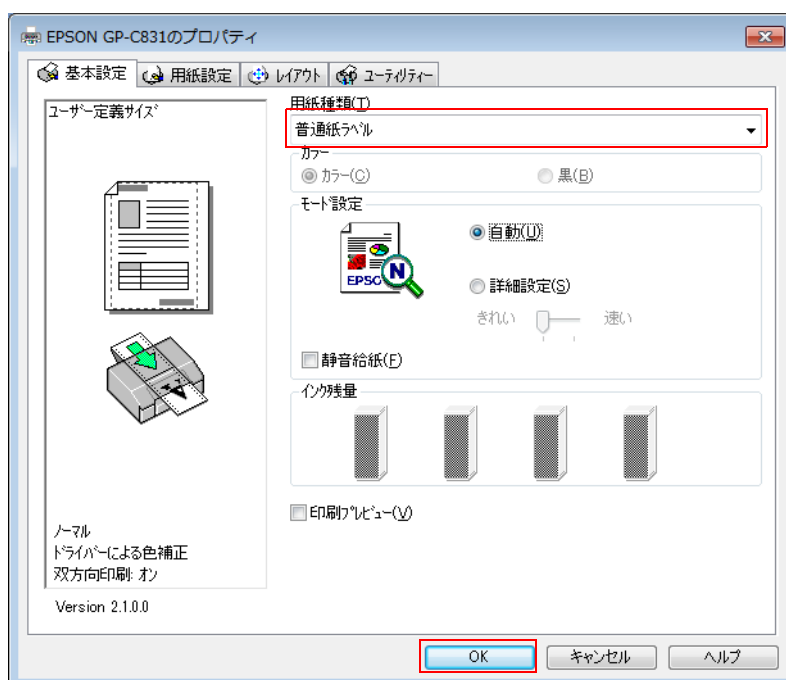 EPSON GP-C831のプロパティ
基本設定 用紙設定 レイアウト ユーティリティー
ユーザー定義サイズ
用紙種類(T)
普通紙ラベル
カラー
カラー(C) 黒(B)
モード設定
自動(U)
EPSO N
詳細設定(S)
きれい 速い
静音給紙(F)
インク残量
印刷プレビュー(V)
ノーマル
ドライバーによる色補正
双方向印刷: オン
Version 2.1.0.0
OK キャンセル ヘルプ